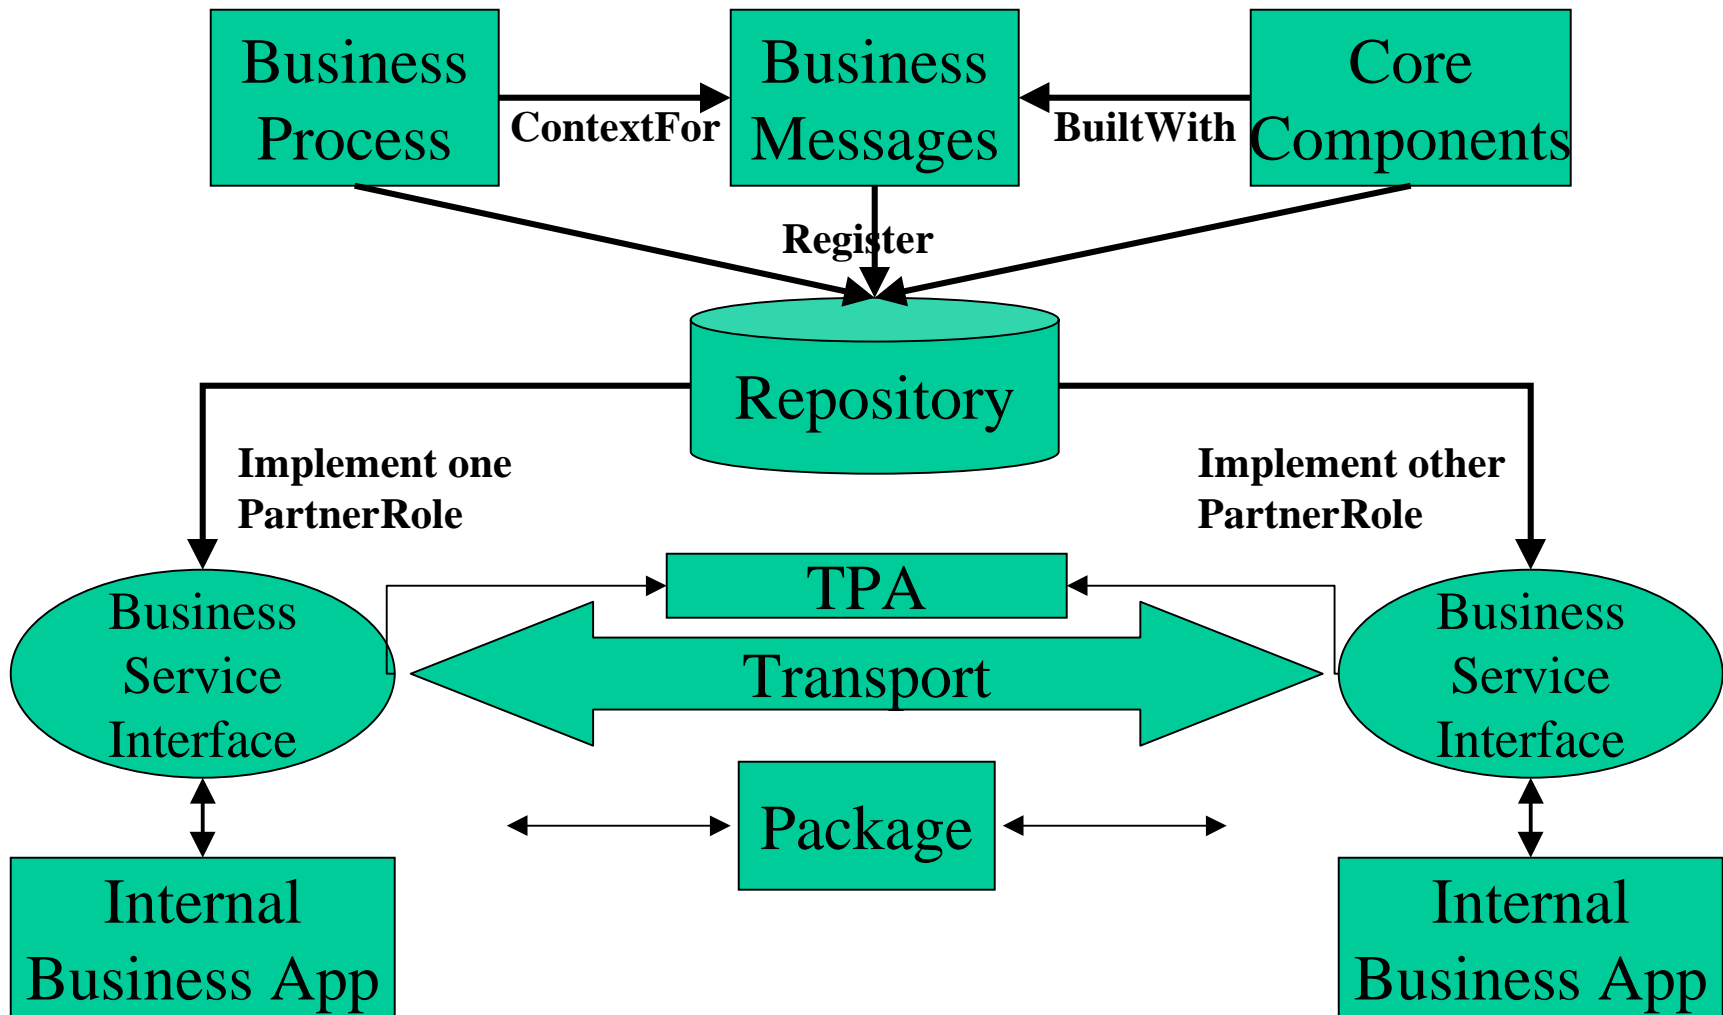 Business
Process
ContextFor
Business
Messages
BuiltWith
Core
Components
Register
Repository
Implement one
PartnerRole
Implement other
PartnerRole
TPA
Business
Service
Interface
Transport
Business
Service
Interface
Package
Internal
Business App
Internal
Business App